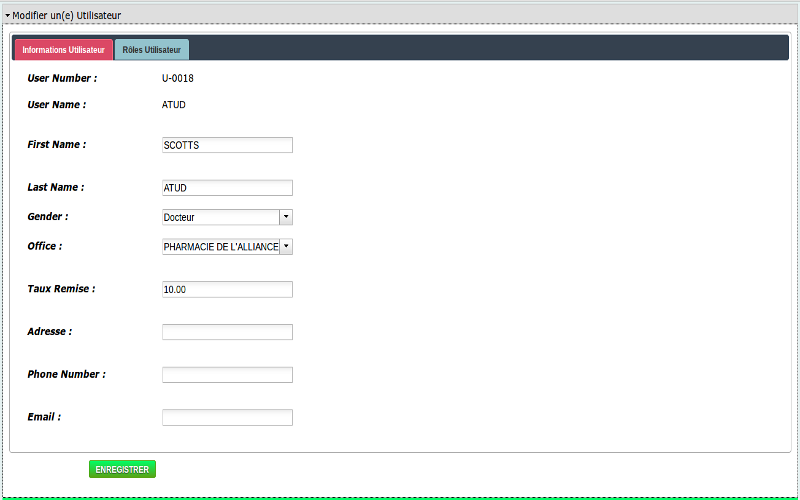 Modifier un(e) Utilisateur
Informations Utilisateur Rôles Utilisateur
User Number : U-0018
User Name : ATUD
First Name : SCOTTS
Last Name : ATUD
Gender : Docteur
Office : PHARMACIE DE L'ALLIANCE
Taux Remise : 10.00
Adresse :
Phone Number :
Email :
ENREGISTRER